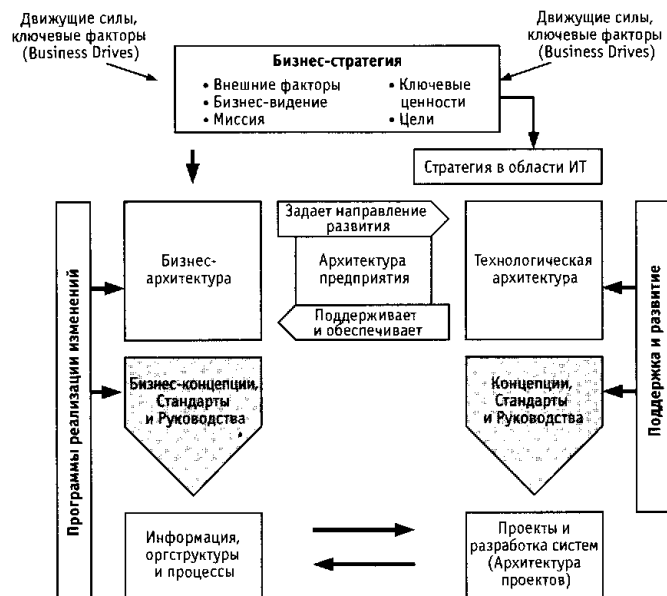 Движущие силы,
ключевые факторы
(Business Drives)
Движущие силы,
ключевые факторы
(Business Drives)
Бизнес-стратегия
• Внешние факторы
• Бизнес-видение
• Миссия
• Ключевые
ценности
• Цели
Стратегия в области ИТ
Программы реализации изменений
Бизнес-
архитектура
Задает направление
развития
Архитектура
предприятия
Поддерживает
и обеспечивает
Технологическая
архитектура
Поддержка и развитие
Бизнес-концепции,
Стандарты
и Руководства
Концепции,
Стандарты
и Руководства
Информация,
оргструктуры
и процессы
Проекты и
разработка систем
(Архитектура
проектов)